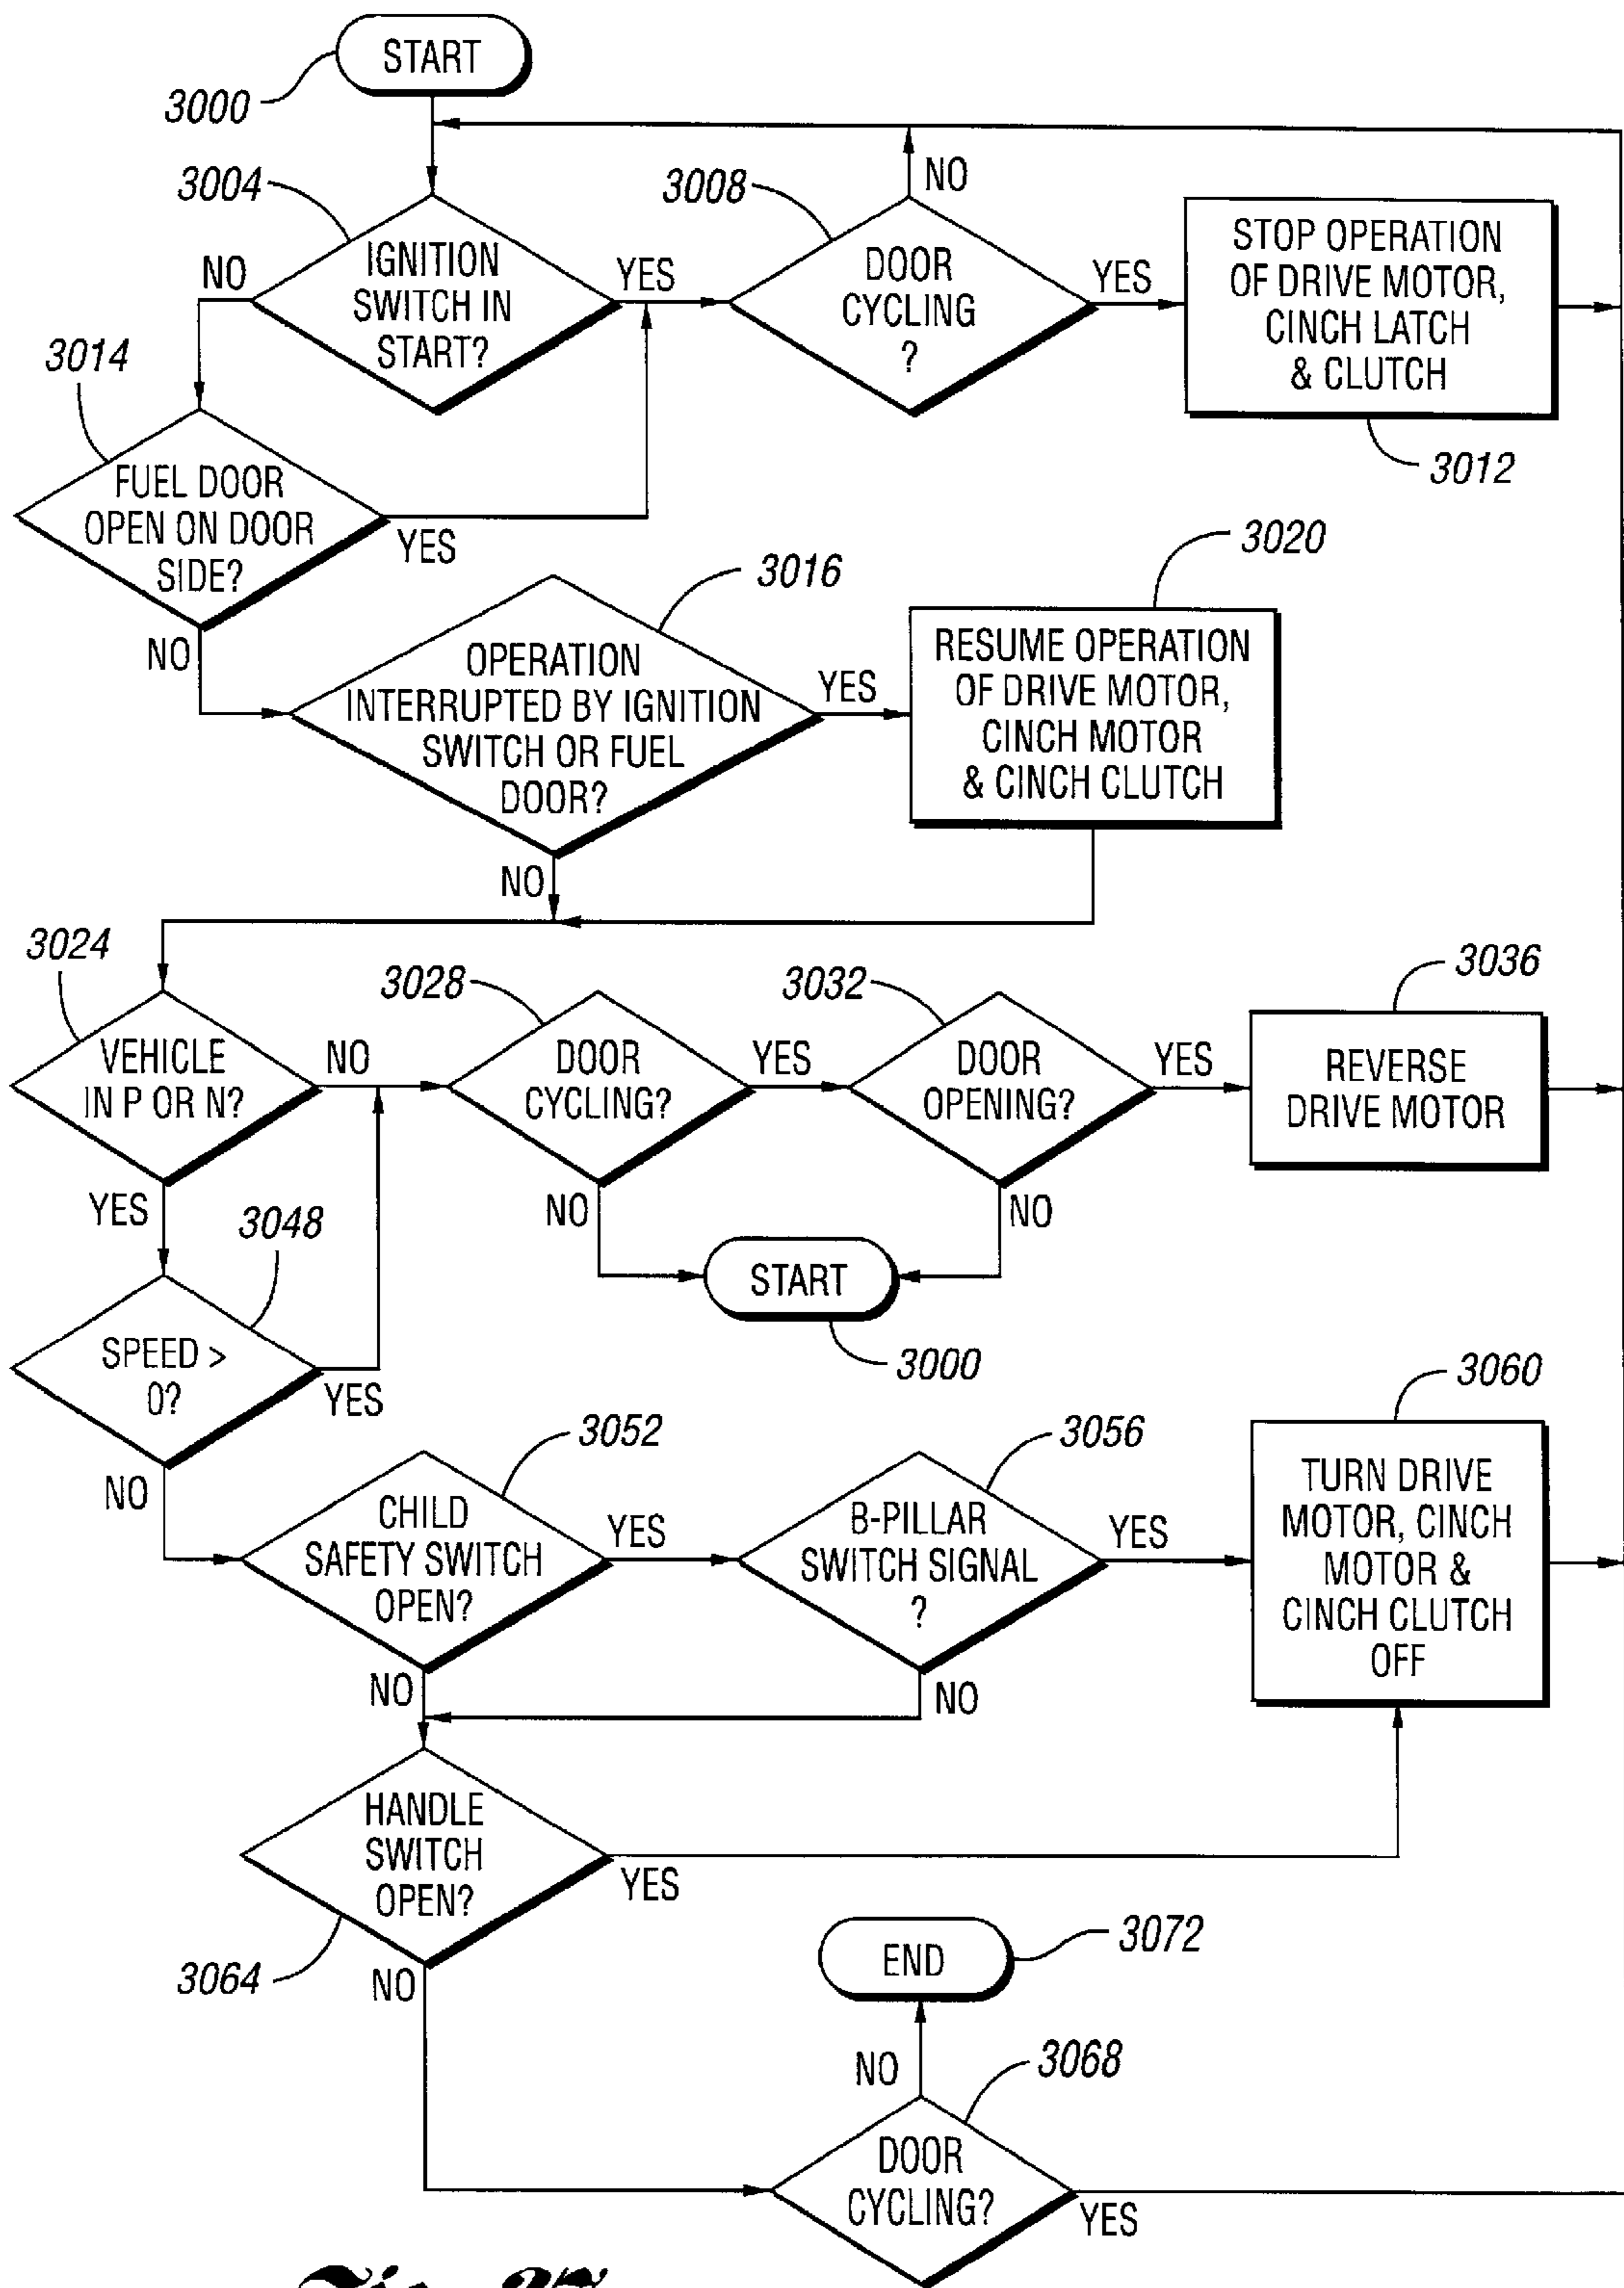 START
3000
3004
IGNITION
SWITCH IN
START?
NO
YES
3008
DOOR
CYCLING
?
NO
YES
STOP OPERATION
OF DRIVE MOTOR,
CINCH LATCH
& CLUTCH
3012
3014
FUEL DOOR
OPEN ON DOOR
SIDE?
YES
NO
3016
OPERATION
INTERRUPTED BY IGNITION
SWITCH OR FUEL
DOOR?
YES
NO
3020
RESUME OPERATION
OF DRIVE MOTOR,
CINCH MOTOR
& CINCH CLUTCH
3024
VEHICLE
IN P OR N?
NO
YES
3028
DOOR
CYCLING?
YES
NO
3032
DOOR
OPENING?
YES
NO
3036
REVERSE
DRIVE MOTOR
START
3000
3048
SPEED >
0?
YES
NO
3052
CHILD
SAFETY SWITCH
OPEN?
YES
NO
3056
B-PILLAR
SWITCH SIGNAL
?
YES
NO
3060
TURN DRIVE
MOTOR, CINCH
MOTOR &
CINCH CLUTCH
OFF
HANDLE
SWITCH
OPEN?
YES
3064
NO
END
3072
NO
3068
DOOR
CYCLING?
YES